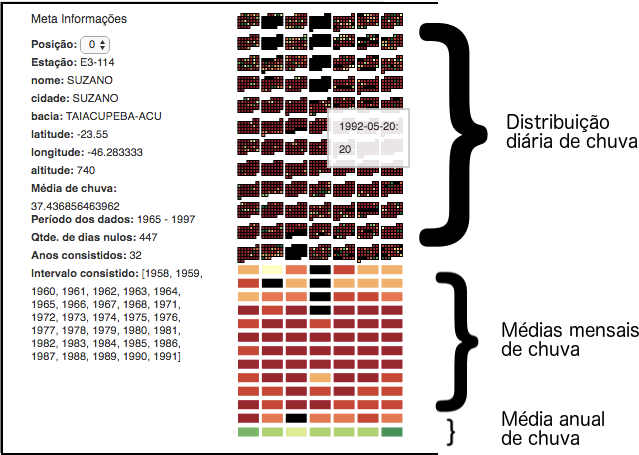 Meta Informações
Posição: 0
Estação: E3-114
nome: SUZANO
cidade: SUZANO
bacia: TAIACUPEBA-ACU
latitude: -23.55
longitude: -46.283333
altitude: 740
Média de chuva:
37.436856463962
Período dos dados: 1965 - 1997
Qtde. de dias nulos: 447
Anos consistidos: 32
Intervalo consistido: [1958, 1959,
1960, 1961, 1962, 1963, 1964,
1965, 1966, 1967, 1968, 1971,
1972, 1973, 1974, 1975, 1976,
1977, 1978, 1979, 1980, 1981,
1982, 1983, 1984, 1985, 1986,
1987, 1988, 1989, 1990, 1991]
1992-05-20:
20
Distribuição
diária de chuva
Médias mensais
de chuva
Média anual
de chuva